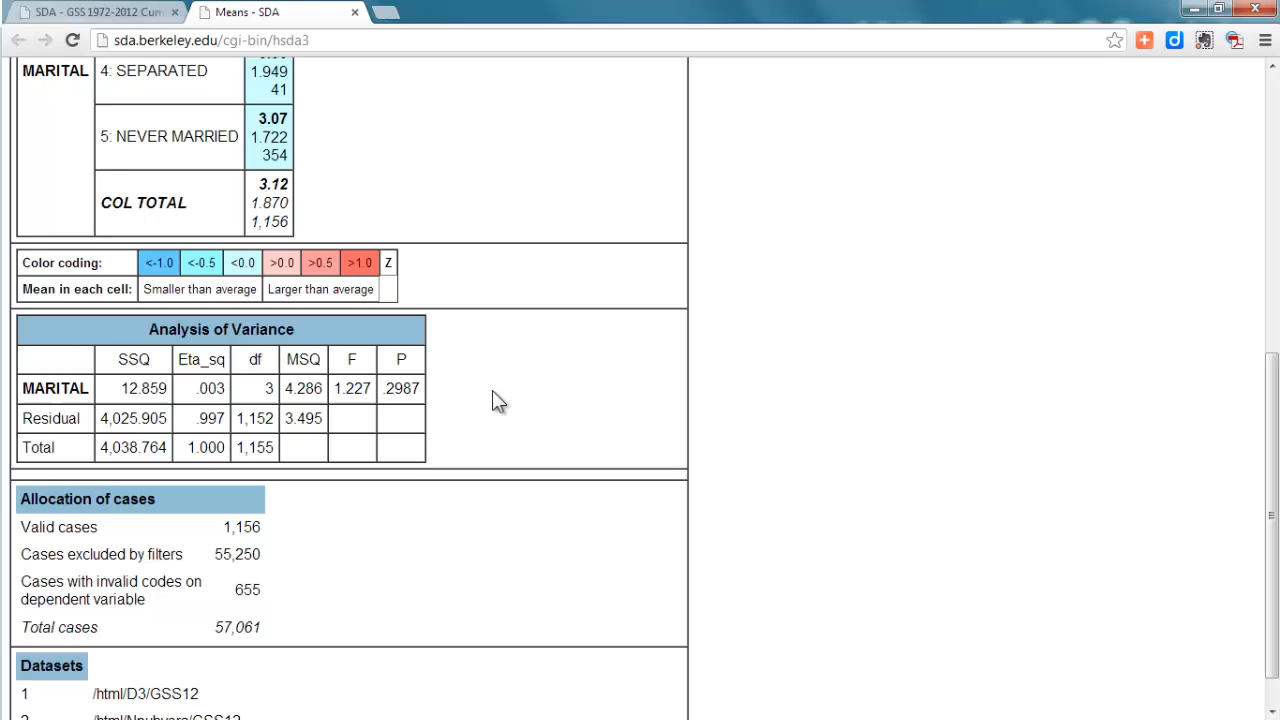 SDA - GSS 1972-2012 Cum
Means - SDA
sda.berkeley.edu/cgi-bin/hsda3
MARITAL 4: SEPARATED 1.949
41
5: NEVER MARRIED 3.07
1.722
354
COL TOTAL 3.12
1.870
1,156
Color coding: <-1.0 <-0.5 <0.0 >0.0 >0.5 >1.0 Z
Mean in each cell: Smaller than average Larger than average
Analysis of Variance
SSQ Eta_sq df MSQ F P
MARITAL 12.859 .003 3 4.286 1.227 .2987
Residual 4,025.905 .997 1,152 3.495
Total 4,038.764 1.000 1,155
Allocation of cases
Valid cases 1,156
Cases excluded by filters 55,250
Cases with invalid codes on
dependent variable 655
Total cases 57,061
Datasets
1 /html/D3/GSS12
2 /html/Npubvars/GSS12